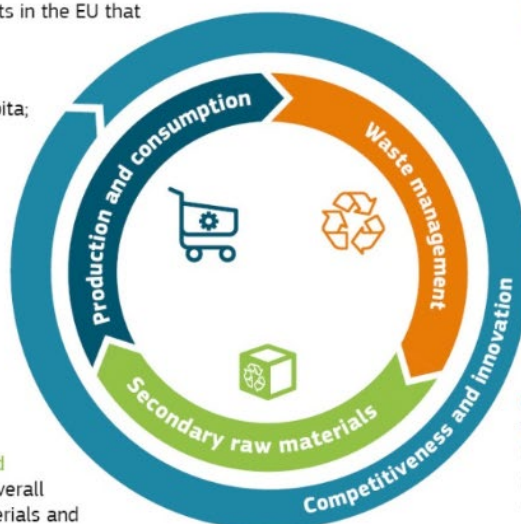 ts in the EU that
ita;
Production and consumption
Waste management
Secondary raw materials
Competitiveness and innovation
verall
erials and